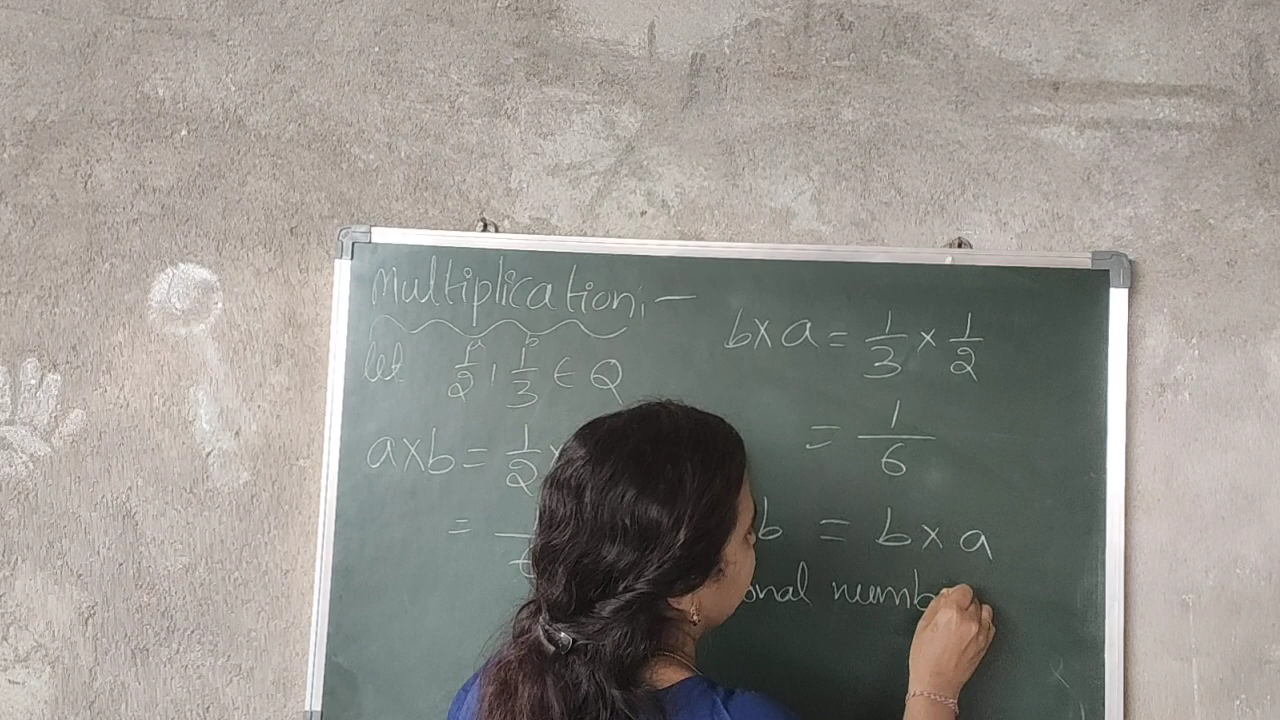 Multiplication:-
let 1/2, 1/3 ∈ Q
a×b = 1/2
=
b×a = 1/3 × 1/2
= 1/6
b = b×a
onal numb